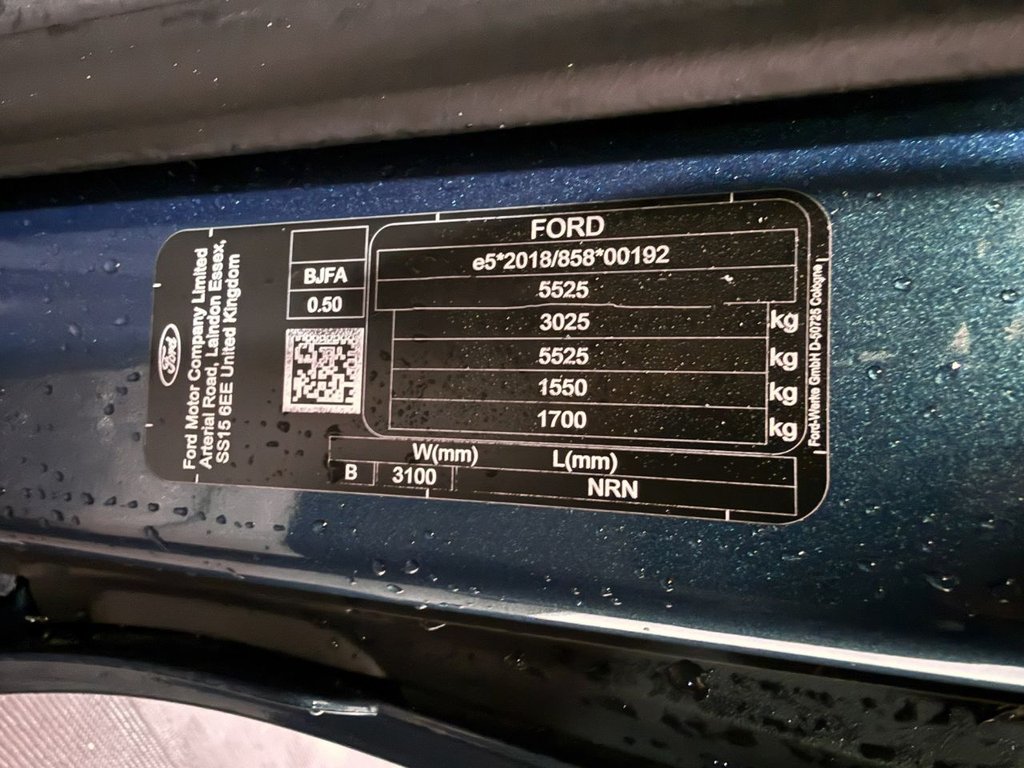 Ford
Ford Motor Company Limited
Arterial Road, Laindon Essex,
SS15 6EE United Kingdom
BJFA
0.50
FORD
e5*2018/858*00192
5525
3025 kg
5525 kg
1550 kg
1700 kg
W(mm) L(mm)
B 3100 NRN
Ford-Werke GmbH D-50725 Cologne